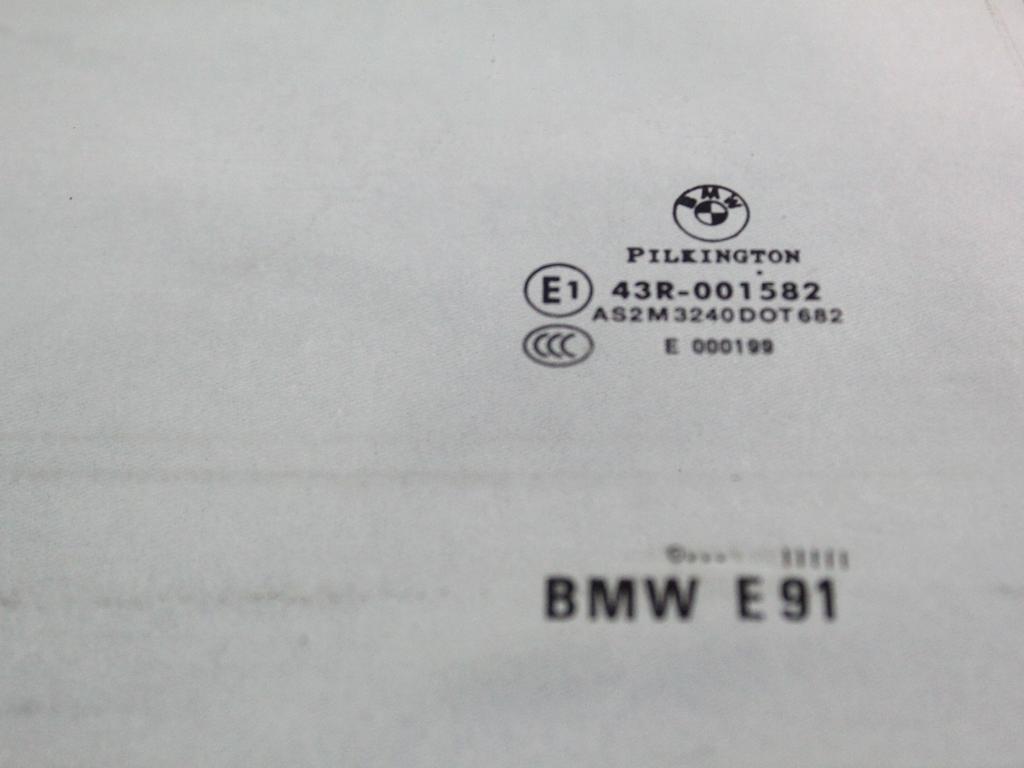 BMW
PILKINGTON
E1 43R-001582
AS2M3240DOT682
CCC E 000199
BMW E91